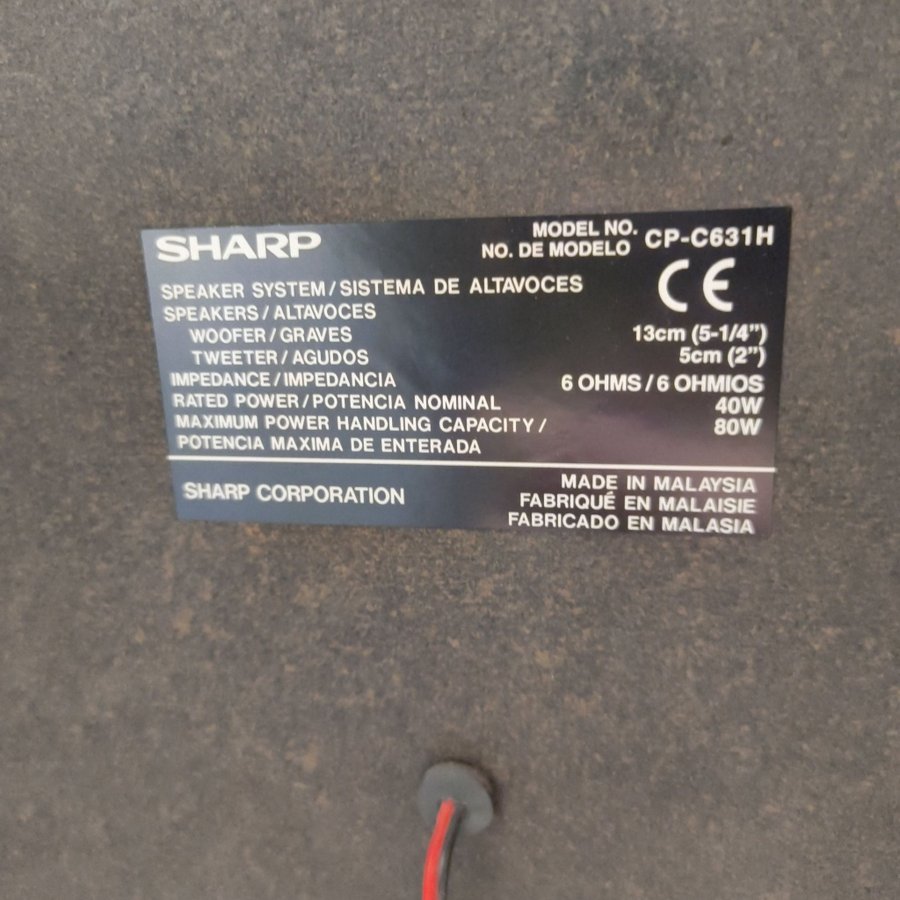 SHARP
MODEL NO.
NO. DE MODELO CP-C631H
CE
SPEAKER SYSTEM/SISTEMA DE ALTAVOCES
SPEAKERS/ALTAVOCES
WOOFER/GRAVES 13cm (5-1/4")
TWEETER/AGUDOS 5cm (2")
IMPEDANCE/IMPEDANCIA 6 OHMS/6 OHMIOS
RATED POWER/POTENCIA NOMINAL 40W
MAXIMUM POWER HANDLING CAPACITY/ 80W
POTENCIA MAXIMA DE ENTERADA
SHARP CORPORATION
MADE IN MALAYSIA
FABRIQUÉ EN MALAISIE
FABRICADO EN MALASIA